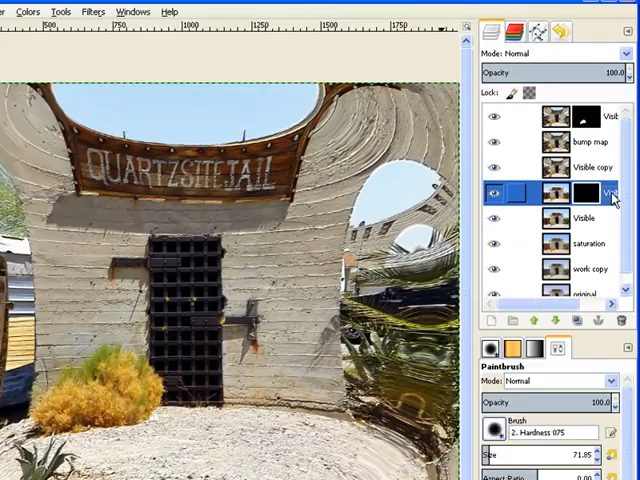 Colors Tools Filters Windows Help
500 750 1000 1250 1500 1750
Mode: Normal
Opacity 100.0
Lock:
Visib
bump map
Visible copy
QUARTZSITE JAIL
Visible
saturation
work copy
original
Paintbrush
Mode: Normal
Opacity 100.0
Brush
2. Hardness 075
Size 71.85
Aspect Ratio 0.00